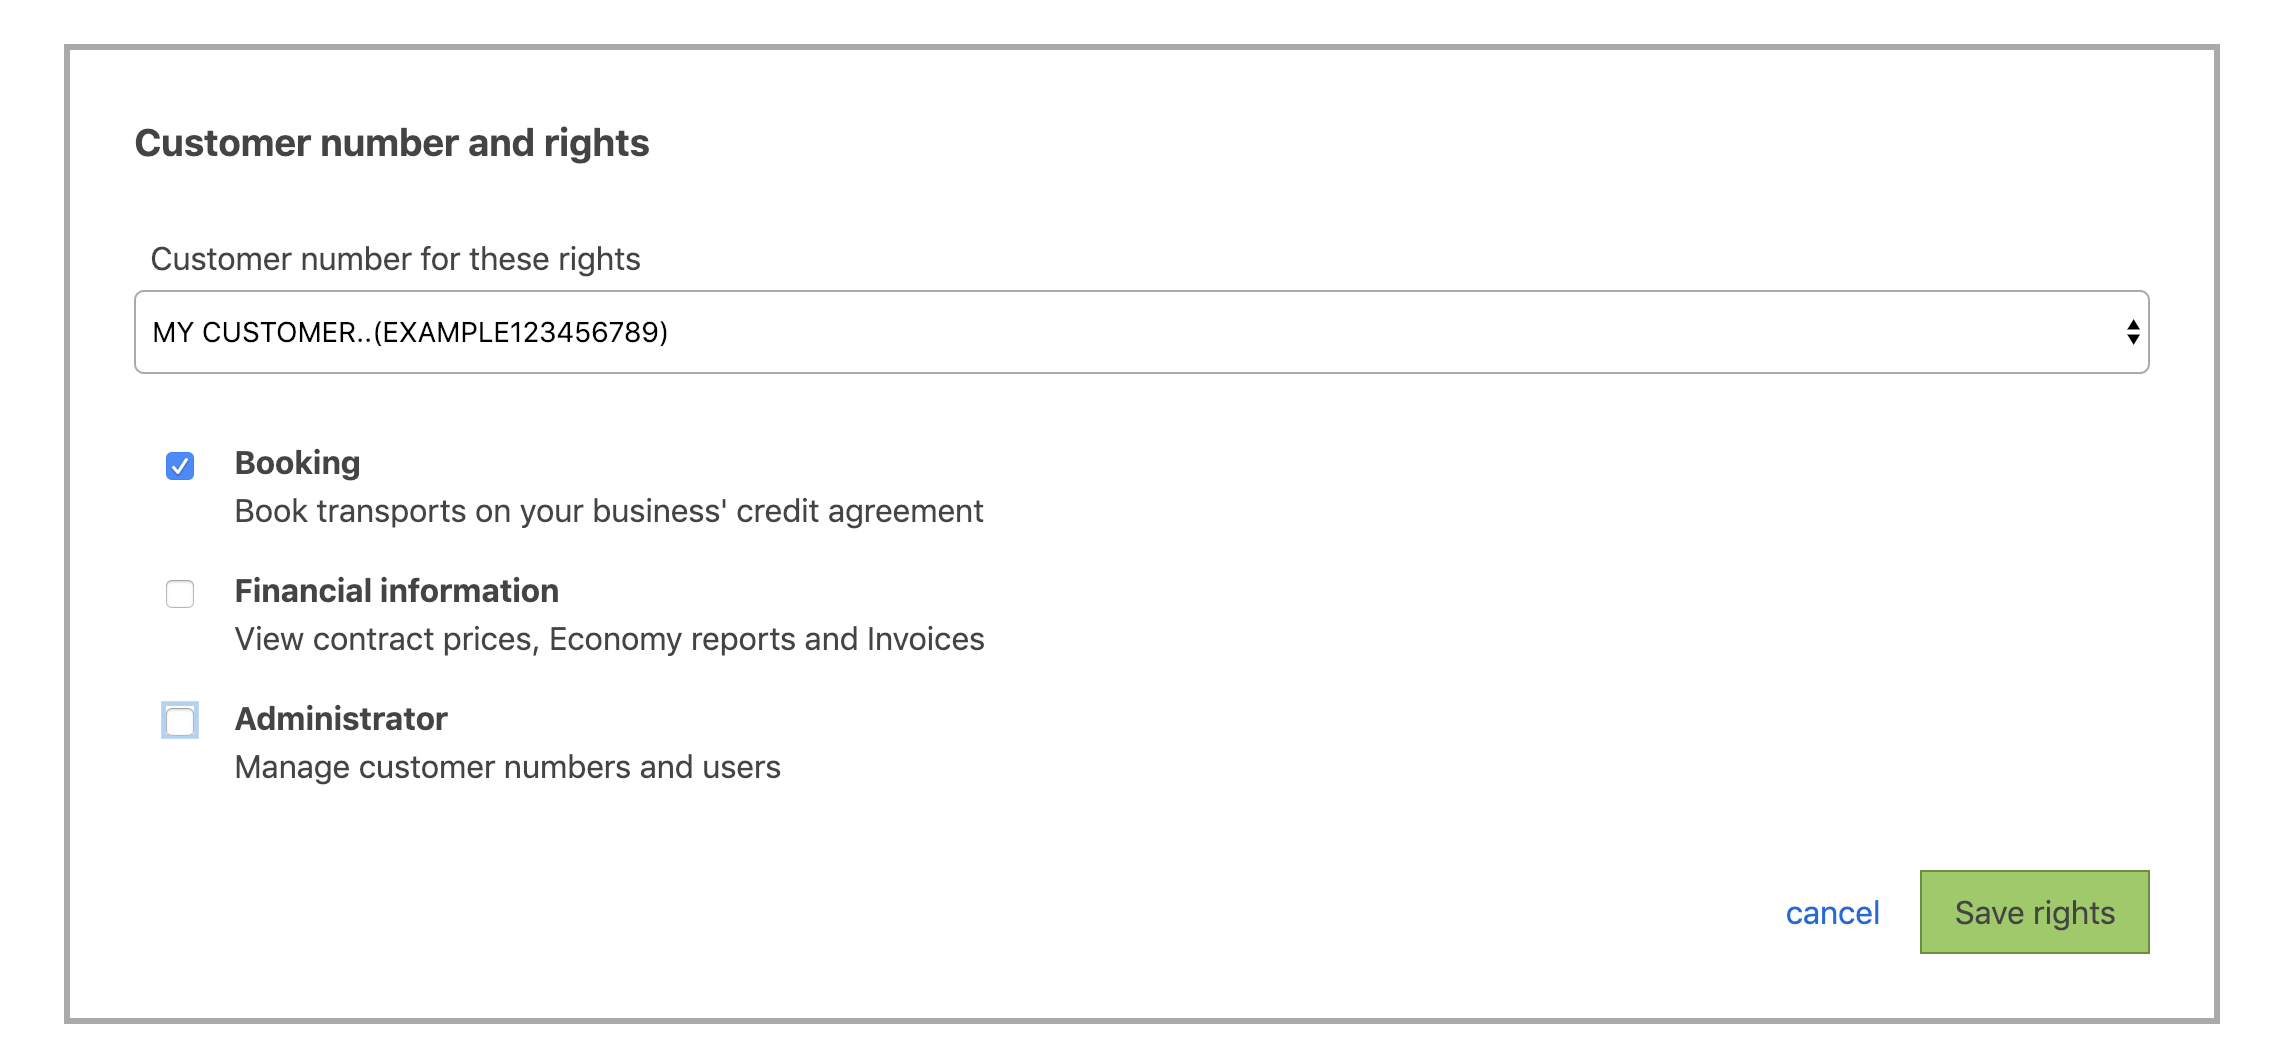 Customer number and rights
Customer number for these rights
MY CUSTOMER..(EXAMPLE123456789)
Booking
Book transports on your business' credit agreement
Financial information
View contract prices, Economy reports and Invoices
Administrator
Manage customer numbers and users
cancel
Save rights